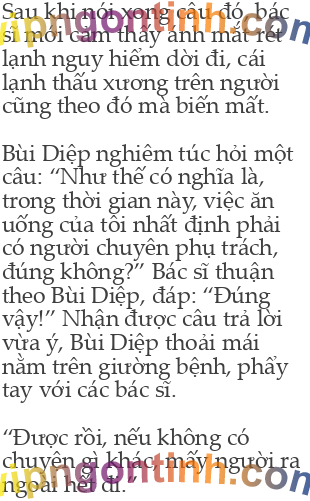 Sau khi nói xong câu đó, bác
sĩ mới cảm thấy ánh mắt rét
lạnh nguy hiểm dời đi, cái
lạnh thấu xương trên người
cũng theo đó mà biến mất.
Bùi Diệp nghiêm túc hỏi một
câu: “Như thế có nghĩa là,
trong thời gian này, việc ăn
uống của tôi nhất định phải
có người chuyên phụ trách,
đúng không?” Bác sĩ thuận
theo Bùi Diệp, đáp: “Đúng
vậy!” Nhận được câu trả lời
vừa ý, Bùi Diệp thoải mái
nằm trên giường bệnh, phẩy
tay với các bác sĩ.
“Được rồi, nếu không có
chuyện gì khác, mấy người ra
ngoài hết đi.”
vipngontinh.com
vipngontinh.com